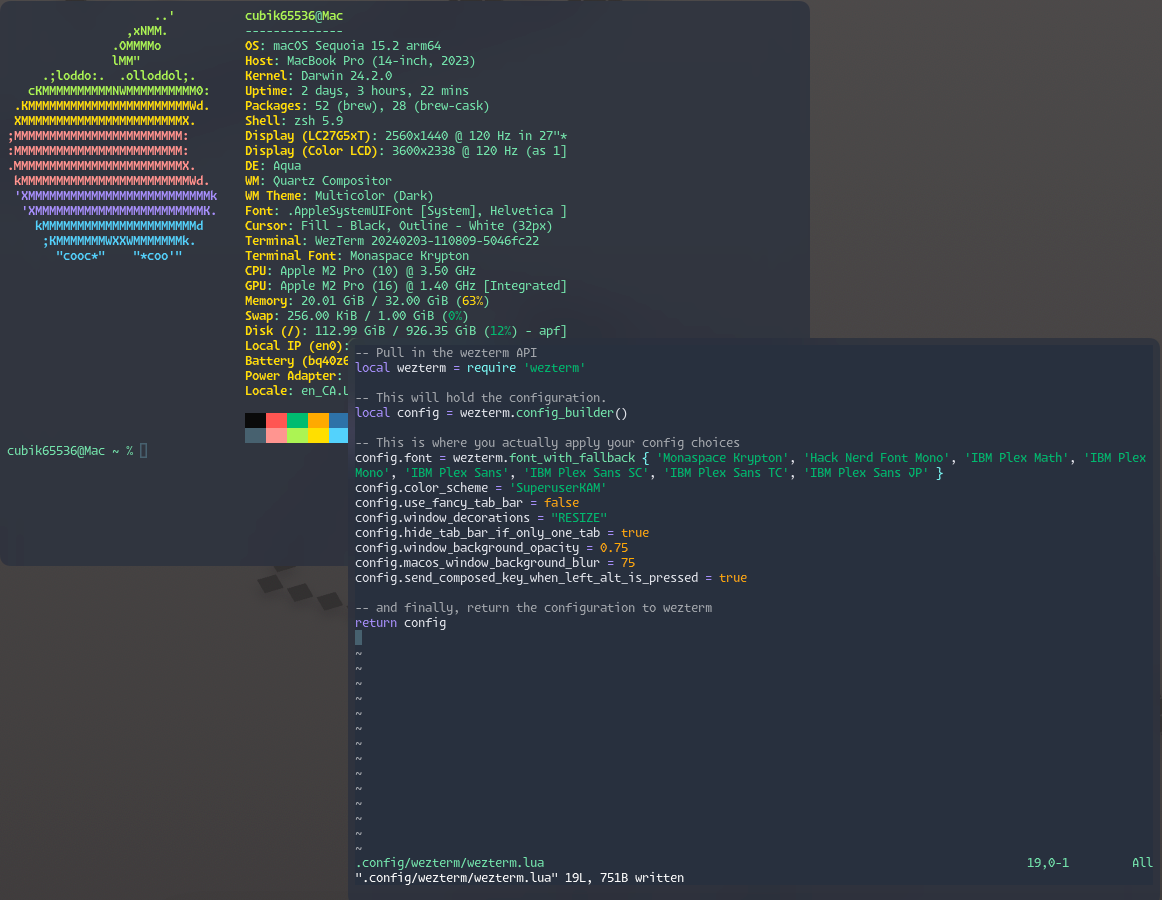 ..'
                 ,xNMM.
               .OMMMMo
               lMM"
     .;loddo:.  .olloddol;.
   cKMMMMMMMMMMNWMMMMMMMMMM0:
 .KMMMMMMMMMMMMMMMMMMMMMMMWd.
 XMMMMMMMMMMMMMMMMMMMMMMMX.
;MMMMMMMMMMMMMMMMMMMMMMMM:
:MMMMMMMMMMMMMMMMMMMMMMMM:
.MMMMMMMMMMMMMMMMMMMMMMMMX.
 kMMMMMMMMMMMMMMMMMMMMMMMMWd.
 'XMMMMMMMMMMMMMMMMMMMMMMMMMMk
  'XMMMMMMMMMMMMMMMMMMMMMMMMK.
    kMMMMMMMMMMMMMMMMMMMMMMd
     ;KMMMMMMMWXXWMMMMMMMk.
       "cooc*"    "*coo'"
cubik65536@Mac
--------------
OS: macOS Sequoia 15.2 arm64
Host: MacBook Pro (14-inch, 2023)
Kernel: Darwin 24.2.0
Uptime: 2 days, 3 hours, 22 mins
Packages: 52 (brew), 28 (brew-cask)
Shell: zsh 5.9
Display (LC27G5xT): 2560x1440 @ 120 Hz in 27"*
Display (Color LCD): 3600x2338 @ 120 Hz (as 1]
DE: Aqua
WM: Quartz Compositor
WM Theme: Multicolor (Dark)
Font: .AppleSystemUIFont [System], Helvetica ]
Cursor: Fill - Black, Outline - White (32px)
Terminal: WezTerm 20240203-110809-5046fc22
Terminal Font: Monaspace Krypton
CPU: Apple M2 Pro (10) @ 3.50 GHz
GPU: Apple M2 Pro (16) @ 1.40 GHz [Integrated]
Memory: 20.01 GiB / 32.00 GiB (63%)
Swap: 256.00 KiB / 1.00 GiB (0%)
Disk (/): 112.99 GiB / 926.35 GiB (12%) - apf]
Local IP (en0):
Battery (bq40z6
Power Adapter:
Locale: en_CA.
cubik65536@Mac ~ %
-- Pull in the wezterm API
local wezterm = require 'wezterm'
-- This will hold the configuration.
local config = wezterm.config_builder()
-- This is where you actually apply your config choices
config.font = wezterm.font_with_fallback { 'Monaspace Krypton', 'Hack Nerd Font Mono', 'IBM Plex Math', 'IBM Plex
Mono', 'IBM Plex Sans', 'IBM Plex Sans SC', 'IBM Plex Sans TC', 'IBM Plex Sans JP' }
config.color_scheme = 'SuperuserKAM'
config.use_fancy_tab_bar = false
config.window_decorations = "RESIZE"
config.hide_tab_bar_if_only_one_tab = true
config.window_background_opacity = 0.75
config.macos_window_background_blur = 75
config.send_composed_key_when_left_alt_is_pressed = true
-- and finally, return the configuration to wezterm
return config
~
~
~
~
~
~
~
~
~
~
~
~
~
~
.config/wezterm/wezterm.lua 19,0-1 All
".config/wezterm/wezterm.lua" 19L, 751B written